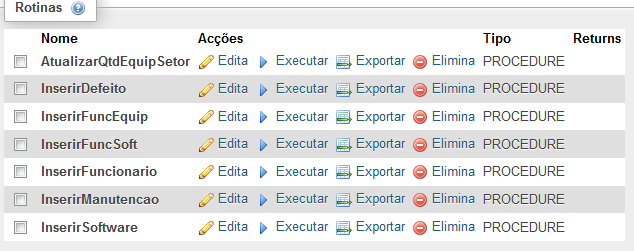 Rotinas
Nome Acções Tipo Returns
AtualizarQtdEquipSetor Edita Executar Exportar Elimina PROCEDURE
InserirDefeito Edita Executar Exportar Elimina PROCEDURE
InserirFuncEquip Edita Executar Exportar Elimina PROCEDURE
InserirFuncSoft Edita Executar Exportar Elimina PROCEDURE
InserirFuncionario Edita Executar Exportar Elimina PROCEDURE
InserirManutencao Edita Executar Exportar Elimina PROCEDURE
InserirSoftware Edita Executar Exportar Elimina PROCEDURE